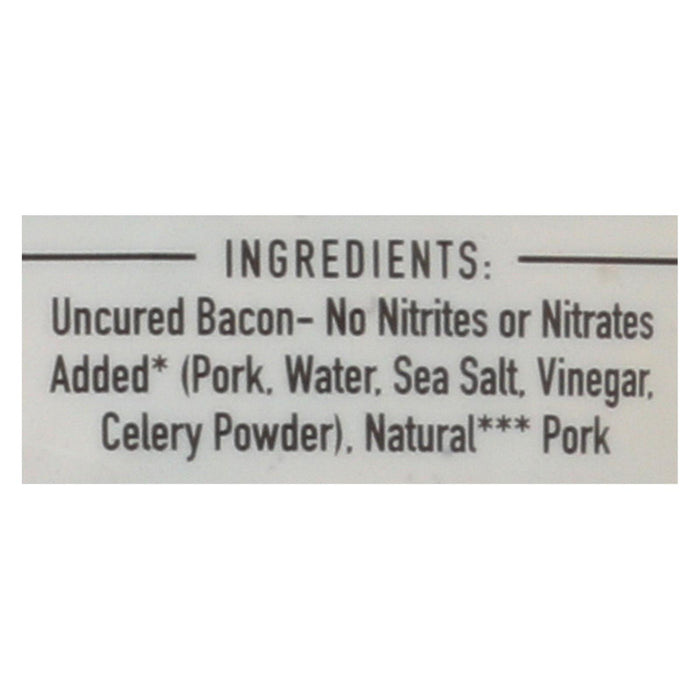 INGREDIENTS:
Uncured Bacon- No Nitrites or Nitrates
Added* (Pork, Water, Sea Salt, Vinegar,
Celery Powder), Natural*** Pork